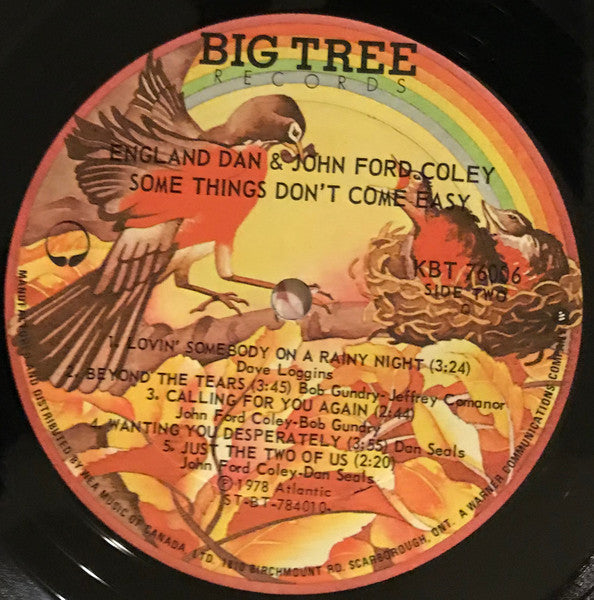 BIG TREE
RECORDS
ENGLAND DAN & JOHN FORD COLEY
SOME THINGS DON'T COME EASY
KBT 76006
SIDE TWO
1. LOVIN' SOMEBODY ON A RAINY NIGHT (3:24)
Dave Loggins
2. BEYOND THE TEARS (3:45) Bob Gundry-Jeffrey Comanor
3. CALLING FOR YOU AGAIN (2:44)
John Ford Coley-Bob Gundry
4. WANTING YOU DESPERATELY (3:55) Dan Seals
5. JUST THE TWO OF US (2:20)
John Ford Coley-Dan Seals
Ⓟ 1978 Atlantic
ST-BT-784010-
MANUFACTURED AND DISTRIBUTED BY WEA MUSIC OF CANADA, LTD. 1810 BIRCHMOUNT RD. SCARBOROUGH, ONT. A WARNER COMMUNICATIONS COMPANY